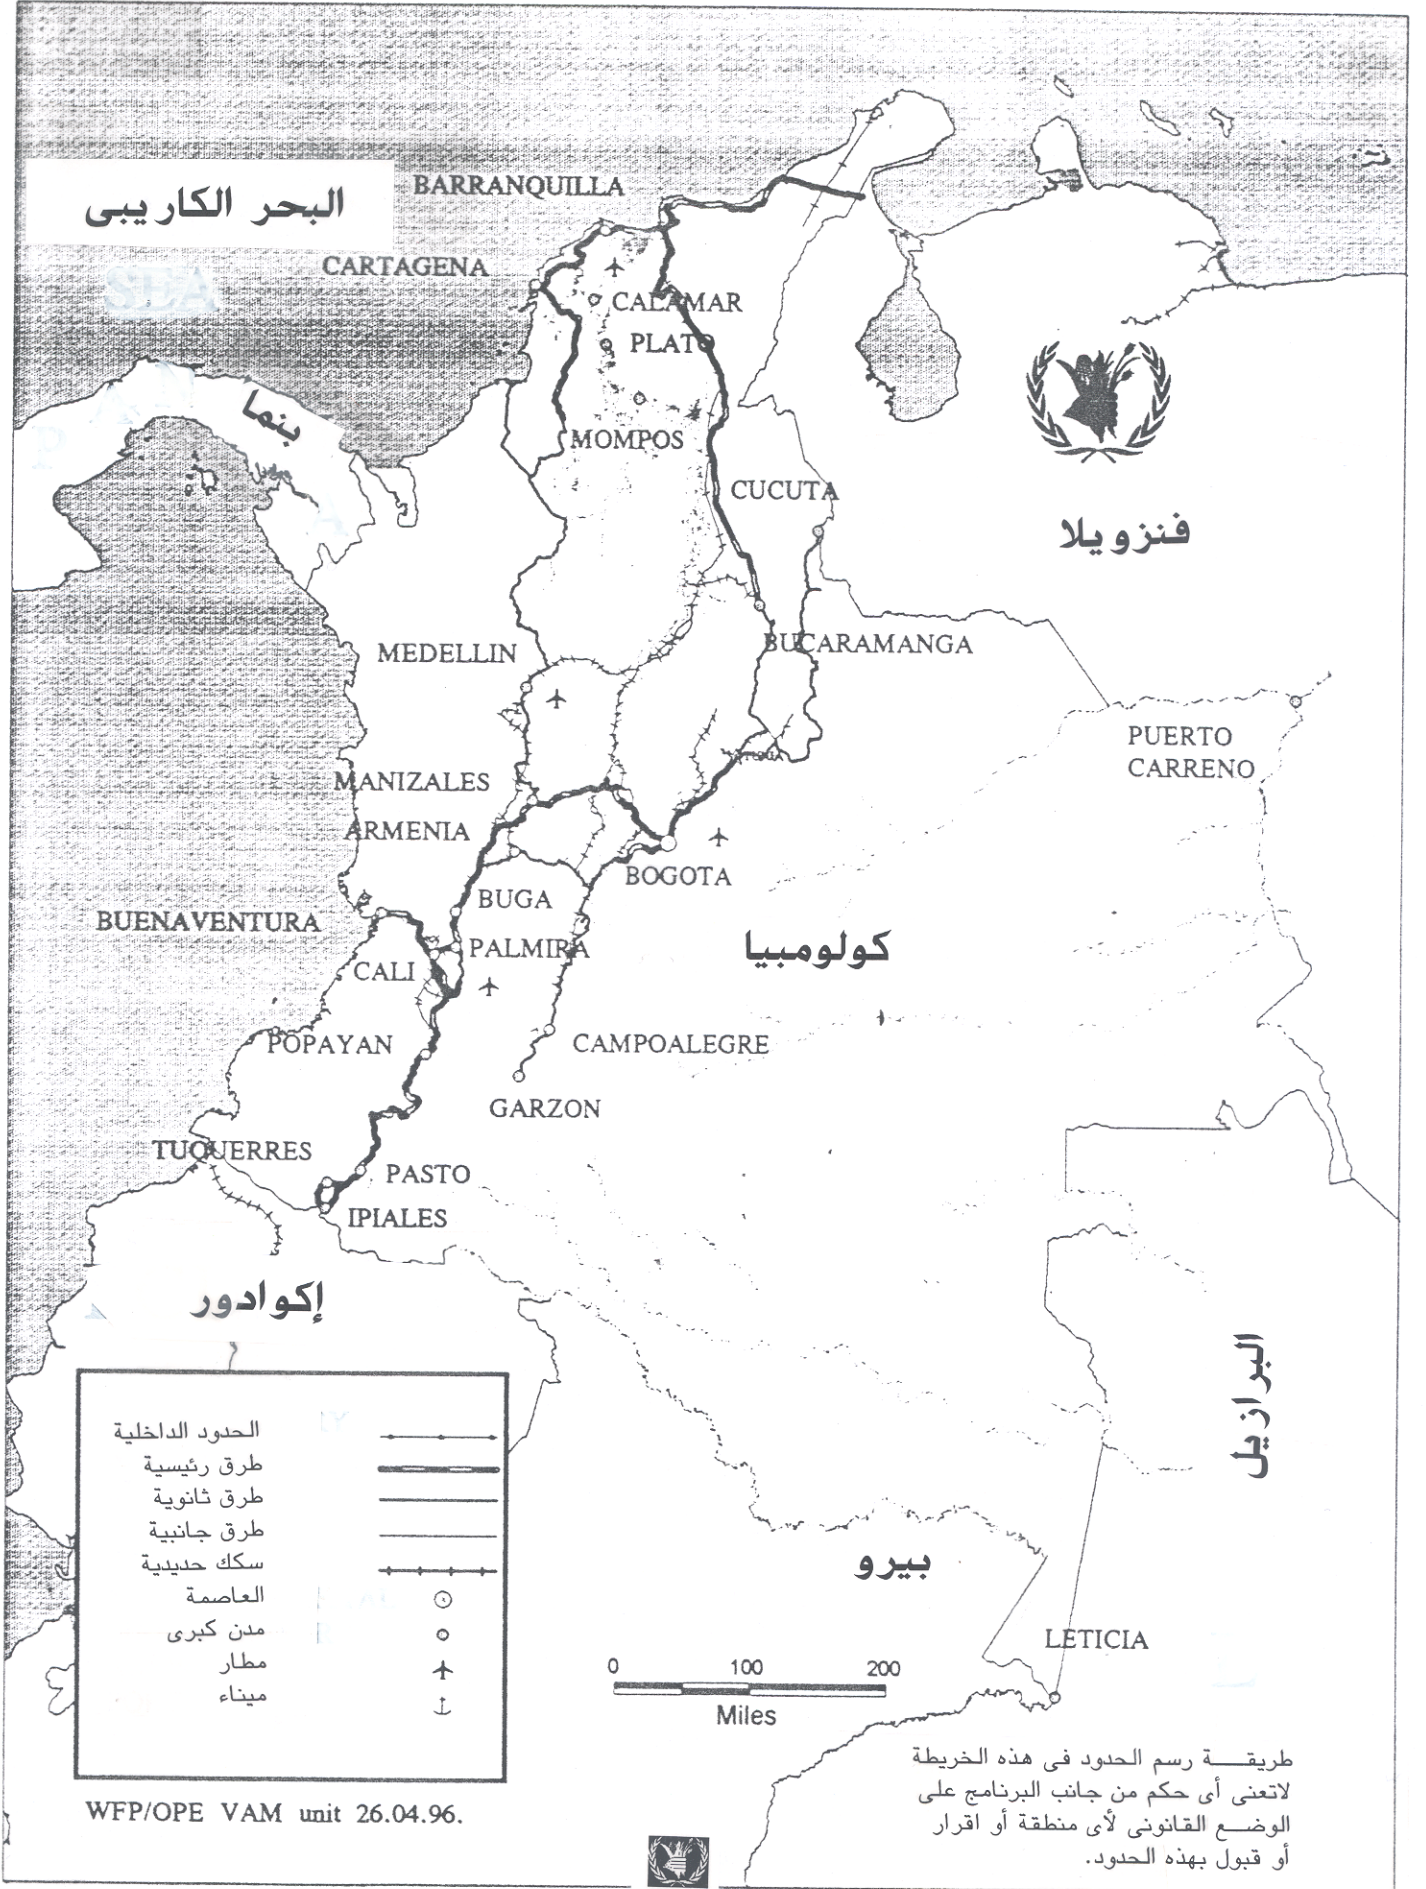 البحر الكاريبى
BARRANQUILLA
SEA
CARTAGENA
CALAMAR
PLATO
بنما
MOMPOS
CUCUTA
فنزويلا
MEDELLIN
BUCARAMANGA
PUERTO
CARRENO
MANIZALES
ARMENIA
BOGOTA
BUGA
BUENAVENTURA
PALMIRA
كولومبيا
CALI
POPAYAN
CAMPOALEGRE
GARZON
TUQUERRES
PASTO
IPIALES
إكوادور
البرازيل
بيرو
LETICIA
الحدود الداخلية
طرق رئيسية
طرق ثانوية
طرق جانبية
سكك حديدية
العاصمة
مدن كبرى
مطار
ميناء
0 100 200
Miles
طريقـــة رسم الحدود فى هذه الخريطة
لاتعنى أى حكم من جانب البرنامج على
الوضـع القانونى لأى منطقة أو اقرار
أو قبول بهذه الحدود.
WFP/OPE VAM unit 26.04.96.